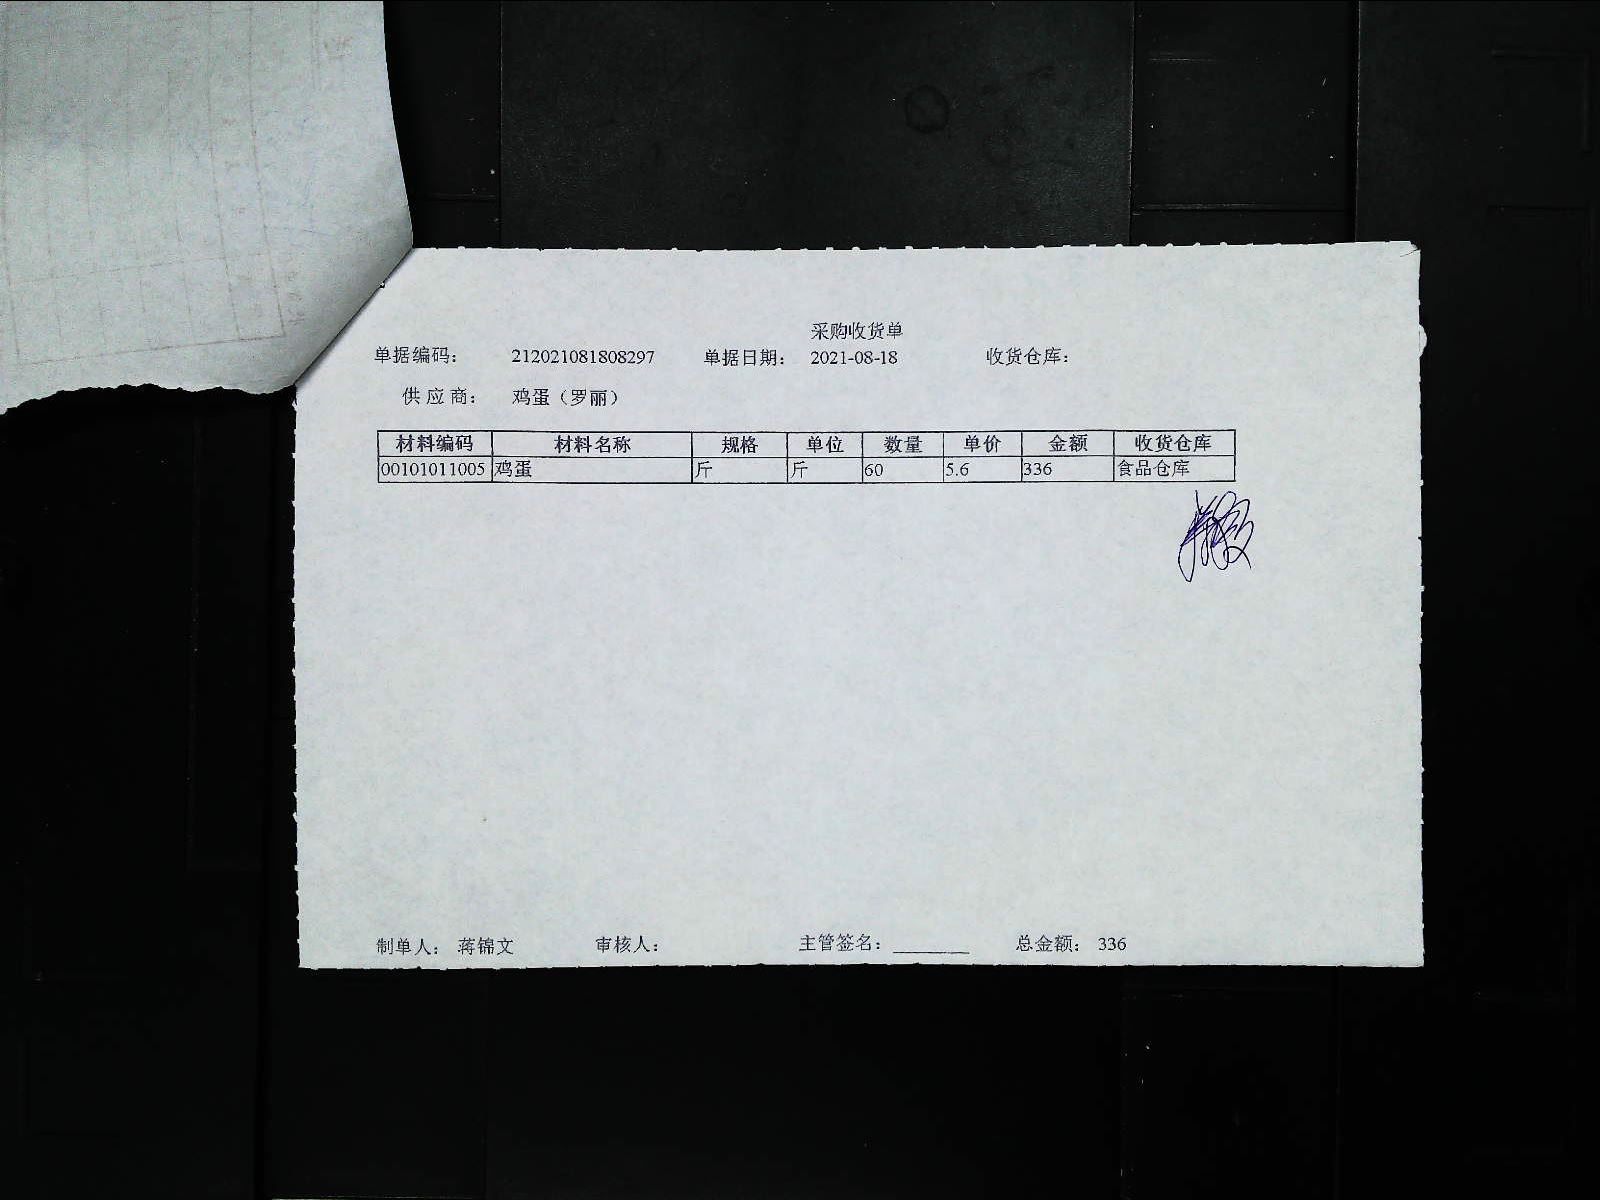 采购收货单
单据编码： 212021081808297 单据日期： 2021-08-18 收货仓库：
供应商： 鸡蛋（罗丽）
材料编码 材料名称 规格 单位 数量 单价 金额 收货仓库
00101011005 鸡蛋 斤 斤 60 5.6 336 食品仓库
制单人： 蒋锦文 审核人： 主管签名： 总金额： 336